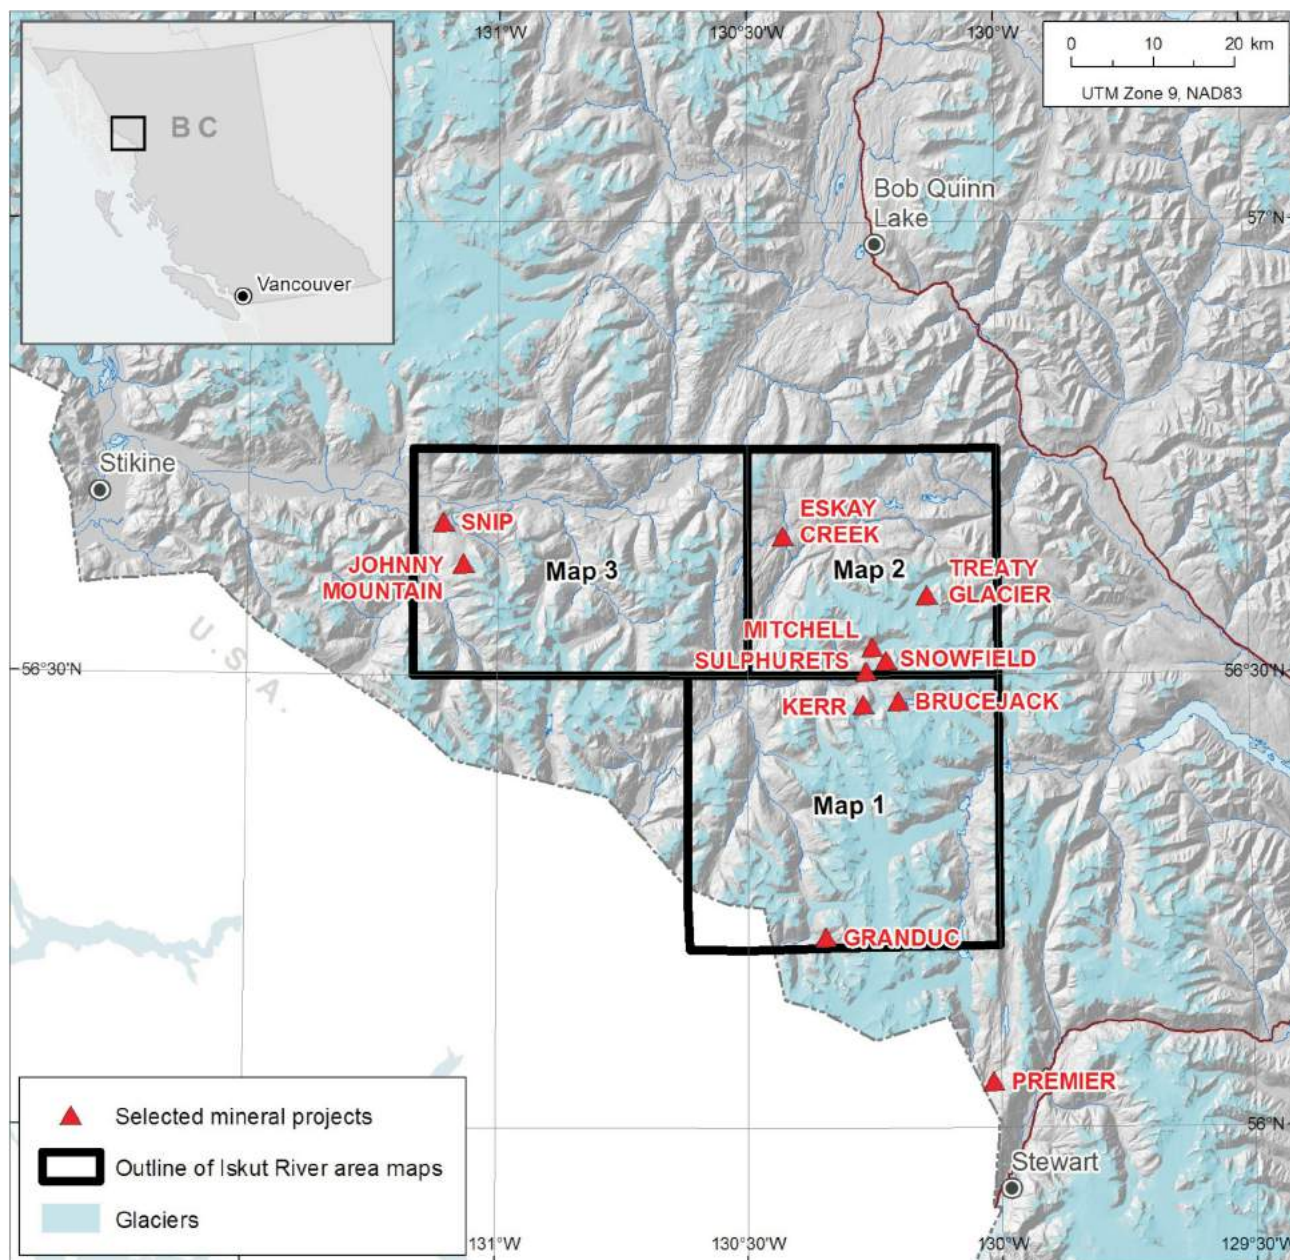 131°W
130°30'W
130°W
0 10 20 km
UTM Zone 9, NAD83
B C
Vancouver
Bob Quinn
Lake
57°N
Stikine
SNIP
JOHNNY
MOUNTAIN
Map 3
ESKAY
CREEK
Map 2
TREATY
GLACIER
MITCHELL
SULPHURETS
SNOWFIELD
56°30'N
56°30'N
U.S.A.
KERR
BRUCEJACK
Map 1
GRANDUC
PREMIER
56°N
Stewart
Selected mineral projects
Outline of Iskut River area maps
Glaciers
131°W
130°30'W
130°W
129°30'W